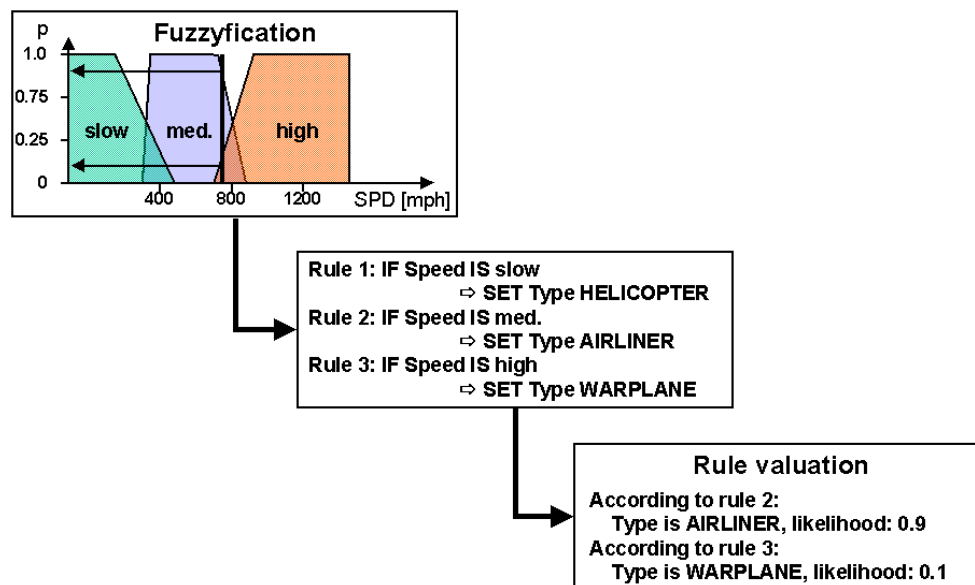 Fuzzyfication
p
1.0
0.75
0.25
0
slow
med.
high
400
800
1200
SPD [mph]
Rule 1: IF Speed IS slow
⇨ SET Type HELICOPTER
Rule 2: IF Speed IS med.
⇨ SET Type AIRLINER
Rule 3: IF Speed IS high
⇨ SET Type WARPLANE
Rule valuation
According to rule 2:
Type is AIRLINER, likelihood: 0.9
According to rule 3:
Type is WARPLANE, likelihood: 0.1